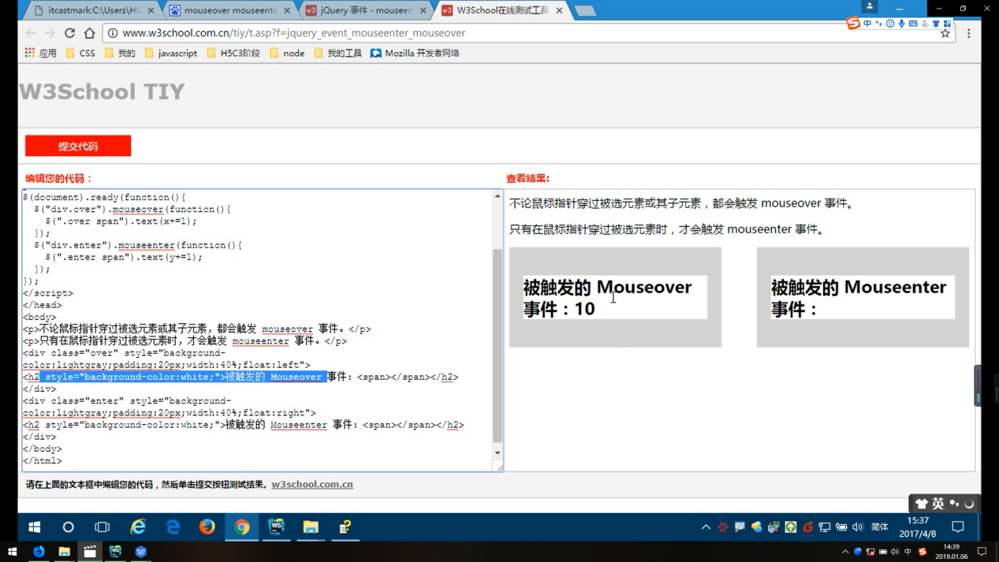 itcastmark:C:\Users\HU
mouseover mouseente
jQuery 事件 - mouseen
W3School在线测试工具
www.w3school.com.cn/tiy/t.asp?f=jquery_event_mouseenter_mouseover
中
应用 CSS 我的 javascript H5C3阶段 node 我的工具 Mozilla 开发者网络
W3School TIY
提交代码
编辑您的代码：
查看结果:
$(document).ready(function(){
$("div.over").mouseover(function(){
$(".over span").text(x+=1);
});
$("div.enter").mouseenter(function(){
$(".enter span").text(y+=1);
});
});
</script>
</head>
<body>
<p>不论鼠标指针穿过被选元素或其子元素，都会触发 mouseover 事件。</p>
<p>只有在鼠标指针穿过被选元素时，才会触发 mouseenter 事件。</p>
<div class="over" style="background-
color:lightgray;padding:20px;width:40%;float:left">
<h2 style="background-color:white;">被触发的 Mouseover 事件：<span></span></h2>
</div>
<div class="enter" style="background-
color:lightgray;padding:20px;width:40%;float:right">
<h2 style="background-color:white;">被触发的 Mouseenter 事件：<span></span></h2>
</div>
</body>
</html>
不论鼠标指针穿过被选元素或其子元素，都会触发 mouseover 事件。
只有在鼠标指针穿过被选元素时，才会触发 mouseenter 事件。
被触发的 Mouseover
事件：10
被触发的 Mouseenter
事件：
请在上面的文本框中编辑您的代码，然后单击提交按钮测试结果。w3school.com.cn
英
简体
15:37
2017/4/8
中
14:39
2019.01.06